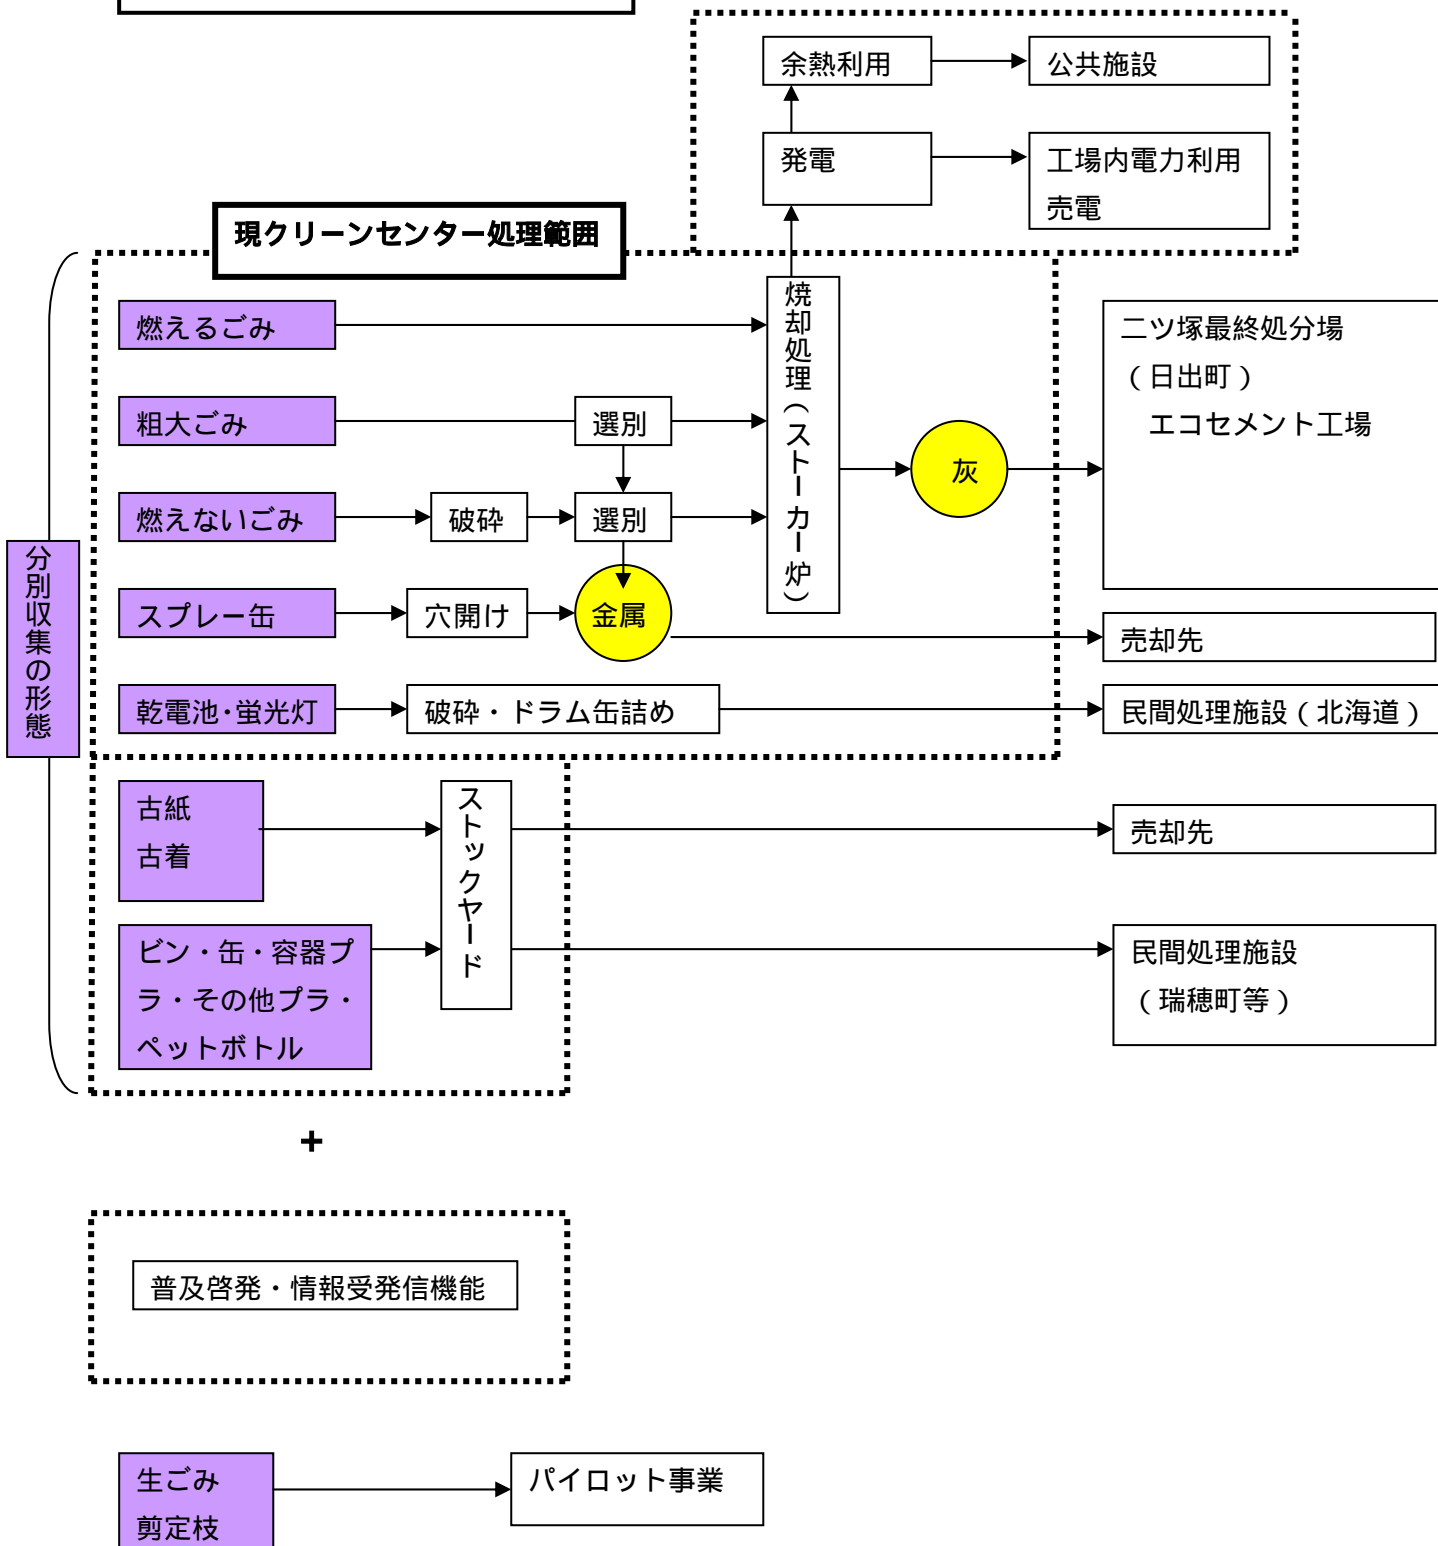 余熱利用
公共施設
発電
工場内電力利用
売電
現クリーンセンター処理範囲
燃えるごみ
焼却処理(ストーカー炉)
二ツ塚最終処分場
(日出町)
エコセメント工場
粗大ごみ
選別
灰
燃えないごみ
破砕
選別
分別収集の形態
スプレー缶
穴開け
金属
売却先
乾電池・蛍光灯
破砕・ドラム缶詰め
民間処理施設(北海道)
古紙
古着
ストックヤード
売却先
ビン・缶・容器プ
ラ・その他プラ・
ペットボトル
民間処理施設
(瑞穂町等)
+
普及啓発・情報受発信機能
生ごみ
剪定枝
パイロット事業